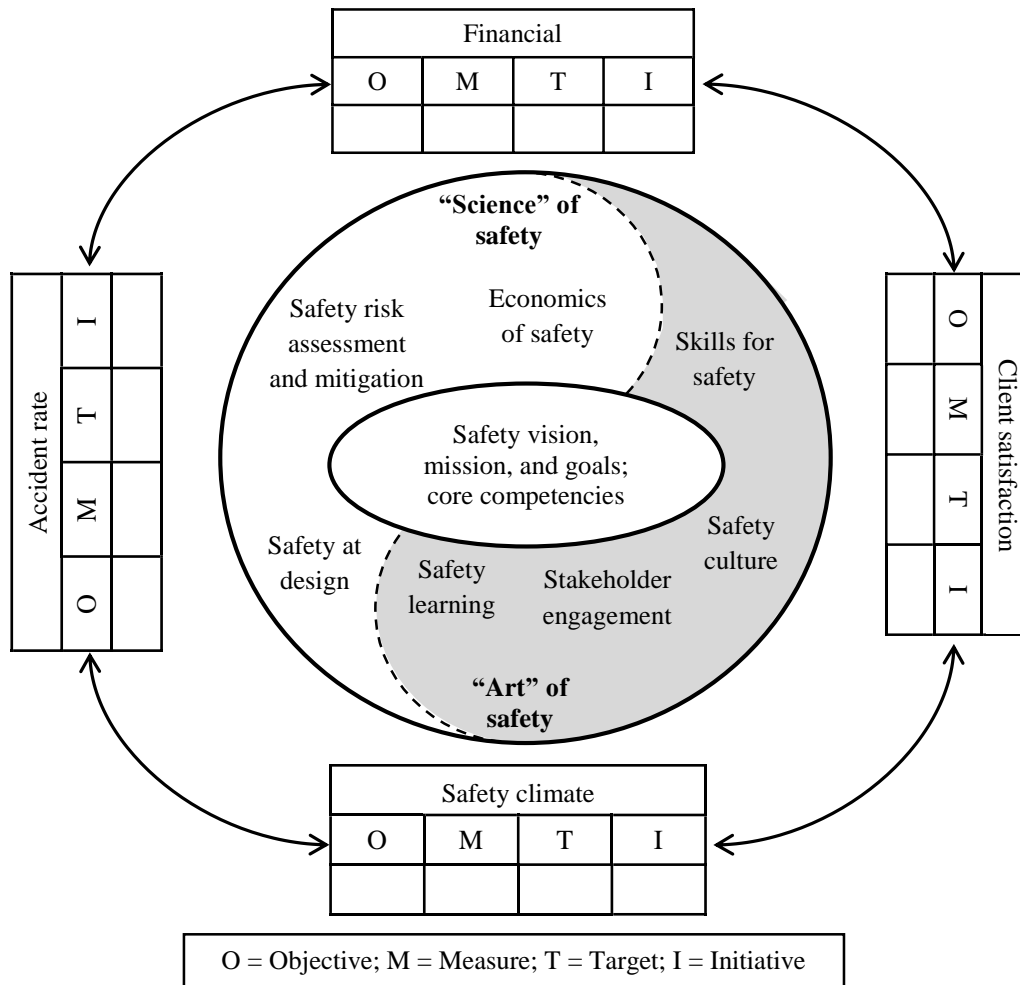 Financial
O M T I
“Science” of
safety
Economics
of safety
Safety risk
assessment
and mitigation
Skills for
safety
Accident rate
O M T I
Client satisfaction
O M T I
Safety vision,
mission, and goals;
core competencies
Safety at
design
Safety
learning
Stakeholder
engagement
Safety
culture
“Art” of
safety
Safety climate
O M T I
O = Objective; M = Measure; T = Target; I = Initiative